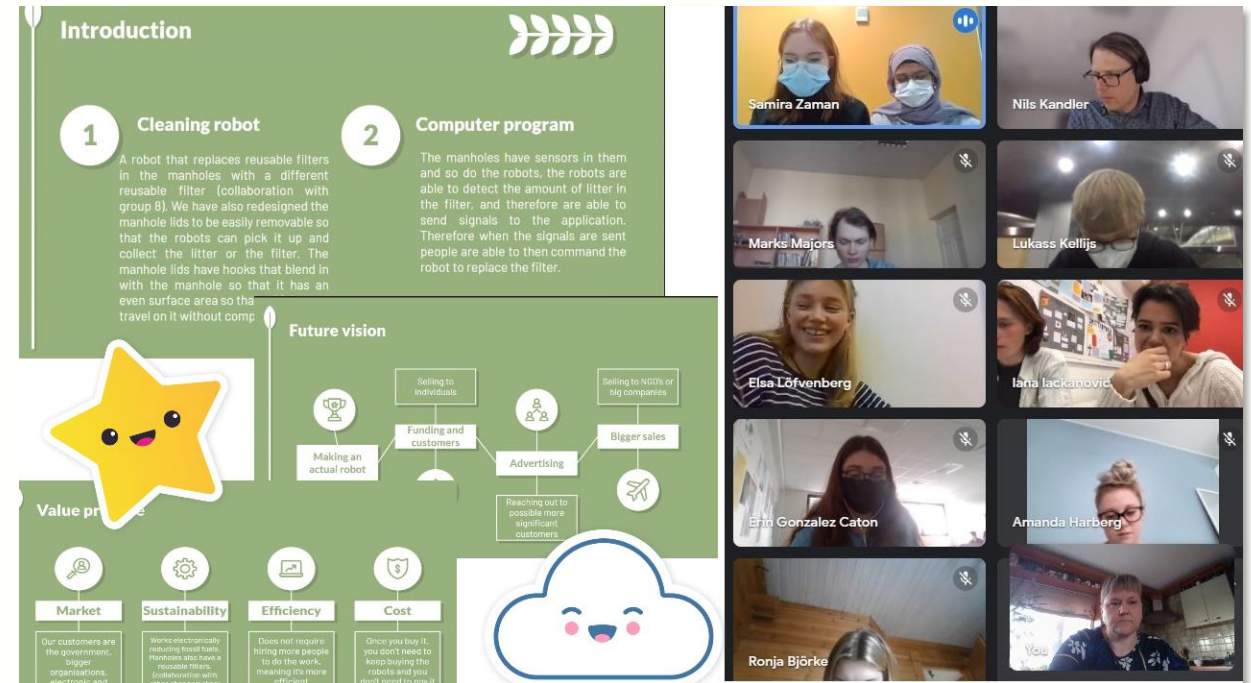 Introduction
1
Cleaning robot
A robot that replaces reusable filters
in the manholes with a different
reusable filter (collaboration with
group 8). We have also redesigned the
manhole lids to be easily removable so
that the robots can pick it up and
collect the litter or the filter. The
manhole lids have hooks that blend in
with the manhole so that it has an
even surface area so tha
travel on it without comp
2
Computer program
The manholes have sensors in them
and so do the robots, the robots are
able to detect the amount of litter in
the filter, and therefore are able to
send signals to the application.
Therefore when the signals are sent
people are able to then command the
robot to replace the filter.
Future vision
Making an
actual robot
Selling to
individuals
Funding and
customers
Advertising
Reaching out to
possible more
significant
customers
Selling to NGO's or
big companies
Bigger sales
Value pr
e
Market
Our customers are
the government,
bigger
organisations,
electronic and
Sustainability
Works electronically
reducing fossil fuels.
Manholes also have a
reusable filters.
(collaboration with
Efficiency
Does not require
hiring more people
to do the work,
meaning it's more
efficient
Cost
Once you buy it,
you don't need to
keep buying the
robots and you
don't need to pay it
Samira Zaman
Nils Kandler
Marks Majors
Lukass Kellijs
Elsa Löfvenberg
Iana Iackanovic
Erin Gonzalez Caton
Amanda Harberg
Ronja Björke
You